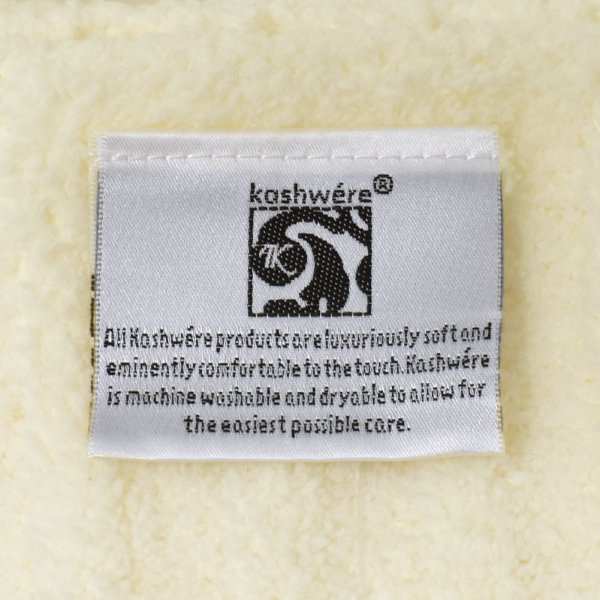 kashwére®
K
All Kashwére products are luxuriously soft and
eminently comfortable to the touch. Kashwére
is machine washable and dryable to allow for
the easiest possible care.